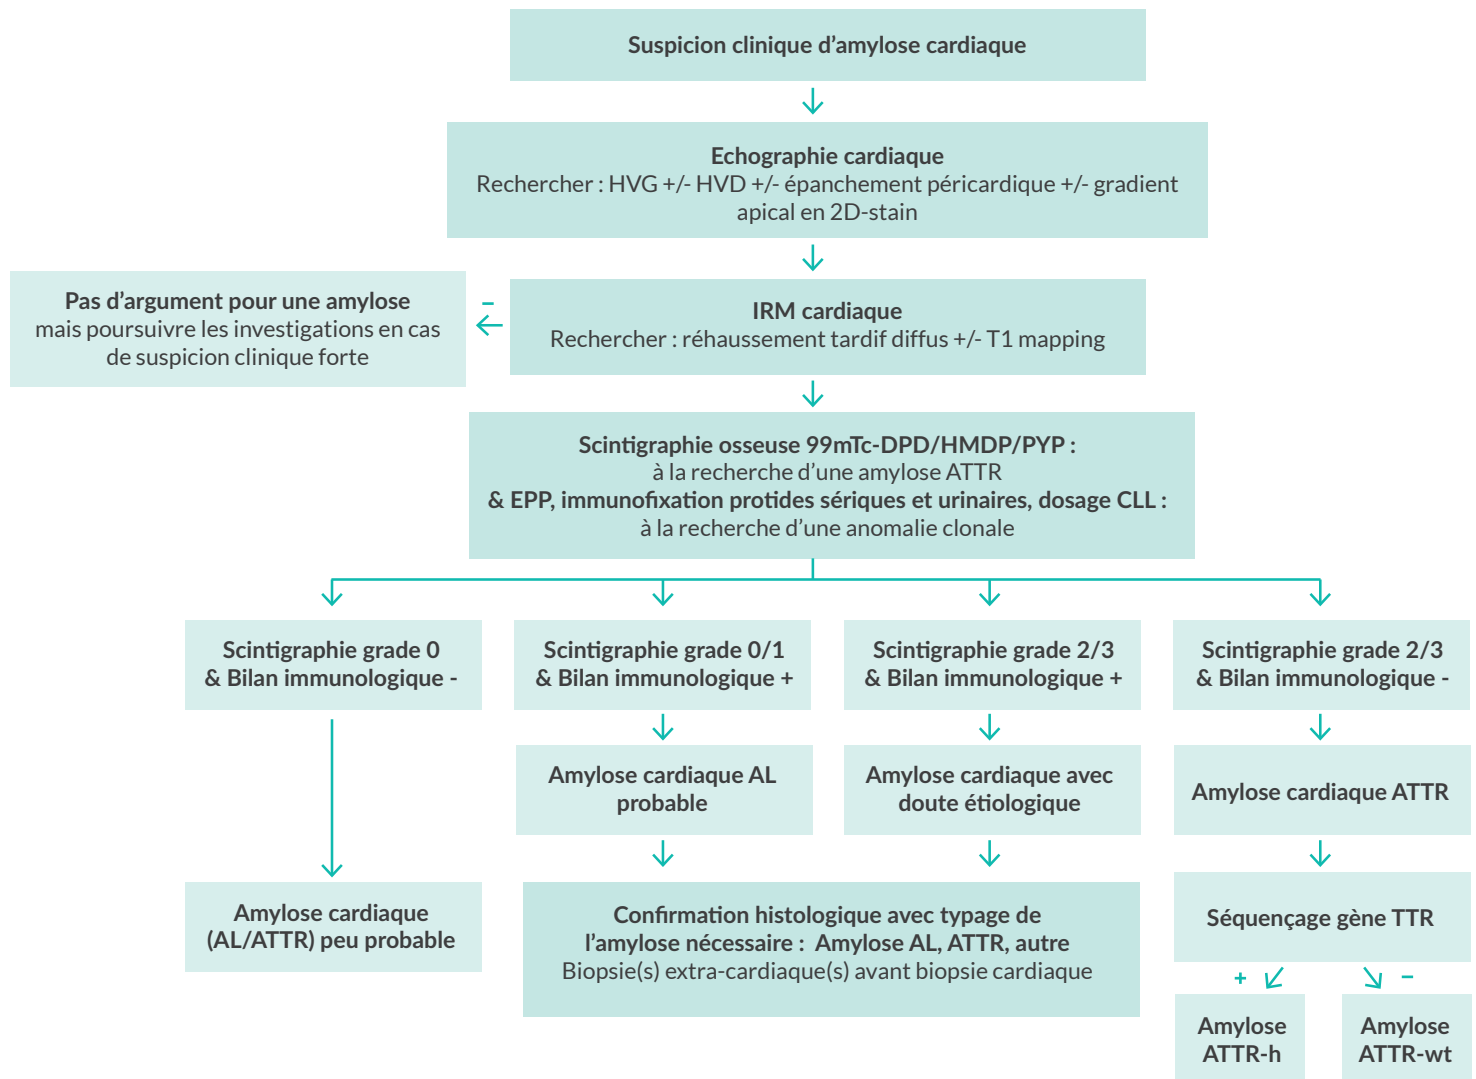 Suspicion clinique d’amylose cardiaque
Echographie cardiaque
Rechercher : HVG +/- HVD +/- épanchement péricardique +/- gradient
apical en 2D-stain
Pas d’argument pour une amylose
mais poursuivre les investigations en cas
de suspicion clinique forte
–
IRM cardiaque
Rechercher : réhaussement tardif diffus +/- T1 mapping
Scintigraphie osseuse 99mTc-DPD/HMDP/PYP :
à la recherche d’une amylose ATTR
& EPP, immunofixation protides sériques et urinaires, dosage CLL :
à la recherche d’une anomalie clonale
Scintigraphie grade 0
& Bilan immunologique -
Scintigraphie grade 0/1
& Bilan immunologique +
Scintigraphie grade 2/3
& Bilan immunologique +
Scintigraphie grade 2/3
& Bilan immunologique -
Amylose cardiaque AL
probable
Amylose cardiaque avec
doute étiologique
Amylose cardiaque ATTR
Amylose cardiaque
(AL/ATTR) peu probable
Confirmation histologique avec typage de
l’amylose nécessaire : Amylose AL, ATTR, autre
Biopsie(s) extra-cardiaque(s) avant biopsie cardiaque
Séquençage gène TTR
+
–
Amylose
ATTR-h
Amylose
ATTR-wt